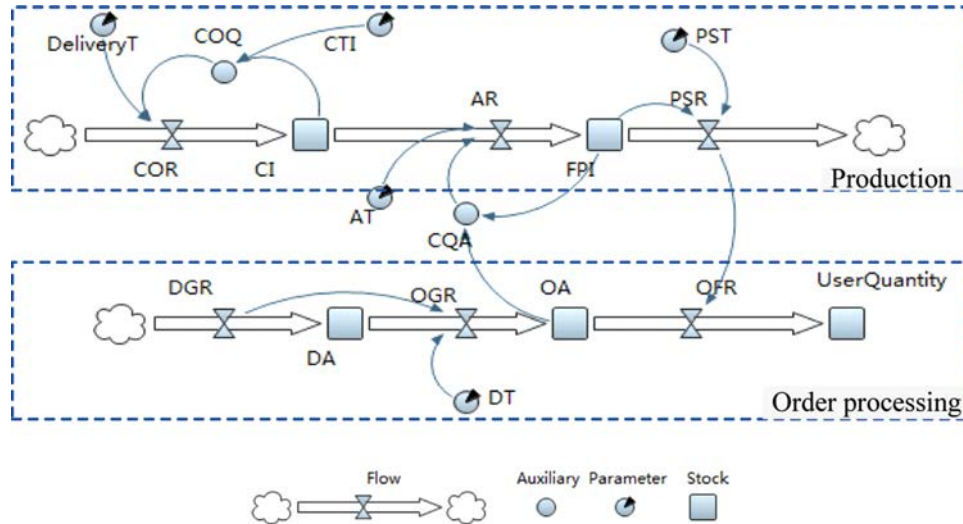 DeliveryT
COQ
CTI
PST
AR
PSR
COR
CI
FPI
Production
AT
CQA
DGR
OGR
OA
OFR
UserQuantity
DA
DT
Order processing
Flow
Auxiliary
Parameter
Stock